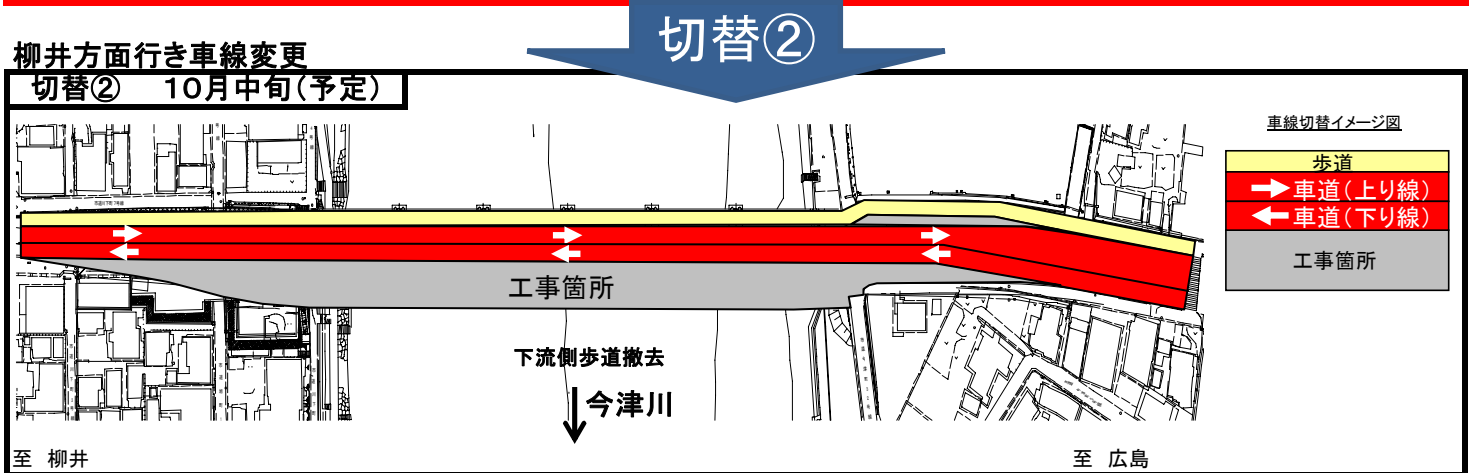 切替②
柳井方面行き車線変更
切替② 10月中旬(予定)
車線切替イメージ図
歩道
車道(上り線)
車道(下り線)
工事箇所
工事箇所
下流側歩道撤去
今津川
至 柳井
至 広島